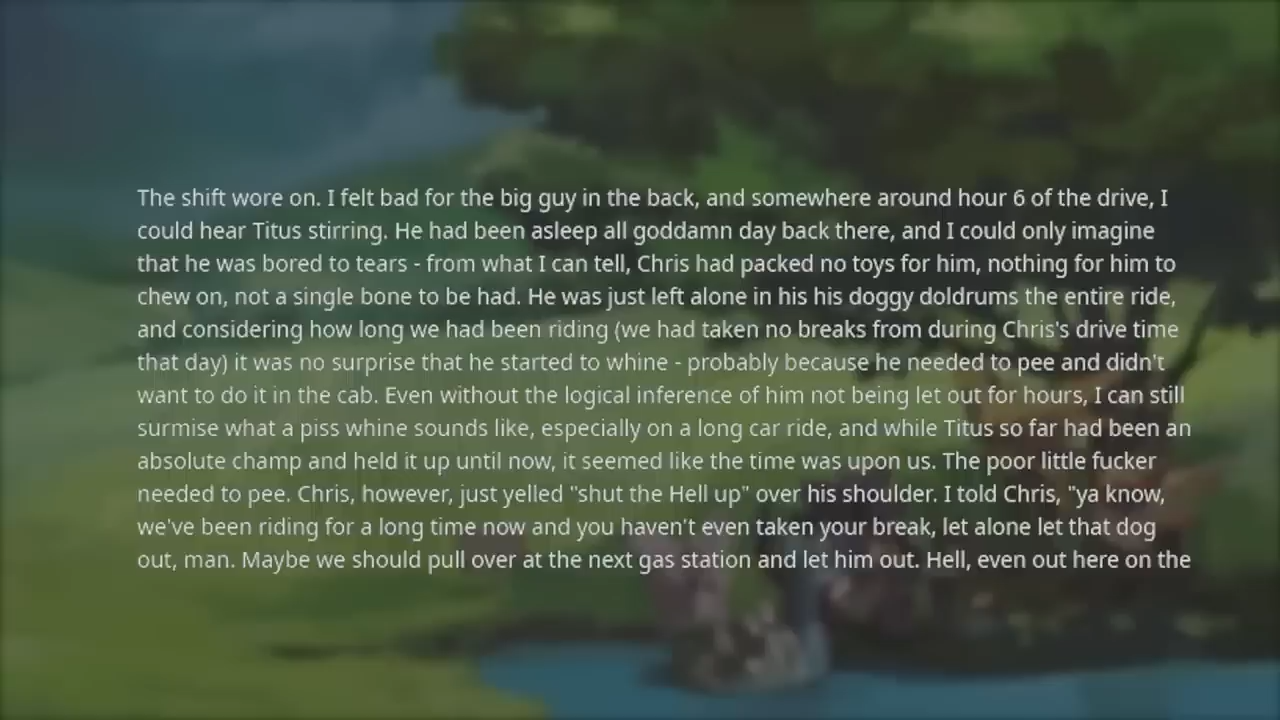 The shift wore on. I felt bad for the big guy in the back, and somewhere around hour 6 of the drive, I
could hear Titus stirring. He had been asleep all goddamn day back there, and I could only imagine
that he was bored to tears - from what I can tell, Chris had packed no toys for him, nothing for him to
chew on, not a single bone to be had. He was just left alone in his his doggy doldrums the entire ride,
and considering how long we had been riding (we had taken no breaks from during Chris's drive time
that day) it was no surprise that he started to whine - probably because he needed to pee and didn't
want to do it in the cab. Even without the logical inference of him not being let out for hours, I can still
surmise what a piss whine sounds like, especially on a long car ride, and while Titus so far had been an
absolute champ and held it up until now, it seemed like the time was upon us. The poor little fucker
needed to pee. Chris, however, just yelled "shut the Hell up" over his shoulder. I told Chris, "ya know,
we've been riding for a long time now and you haven't even taken your break, let alone let that dog
out, man. Maybe we should pull over at the next gas station and let him out. Hell, even out here on the